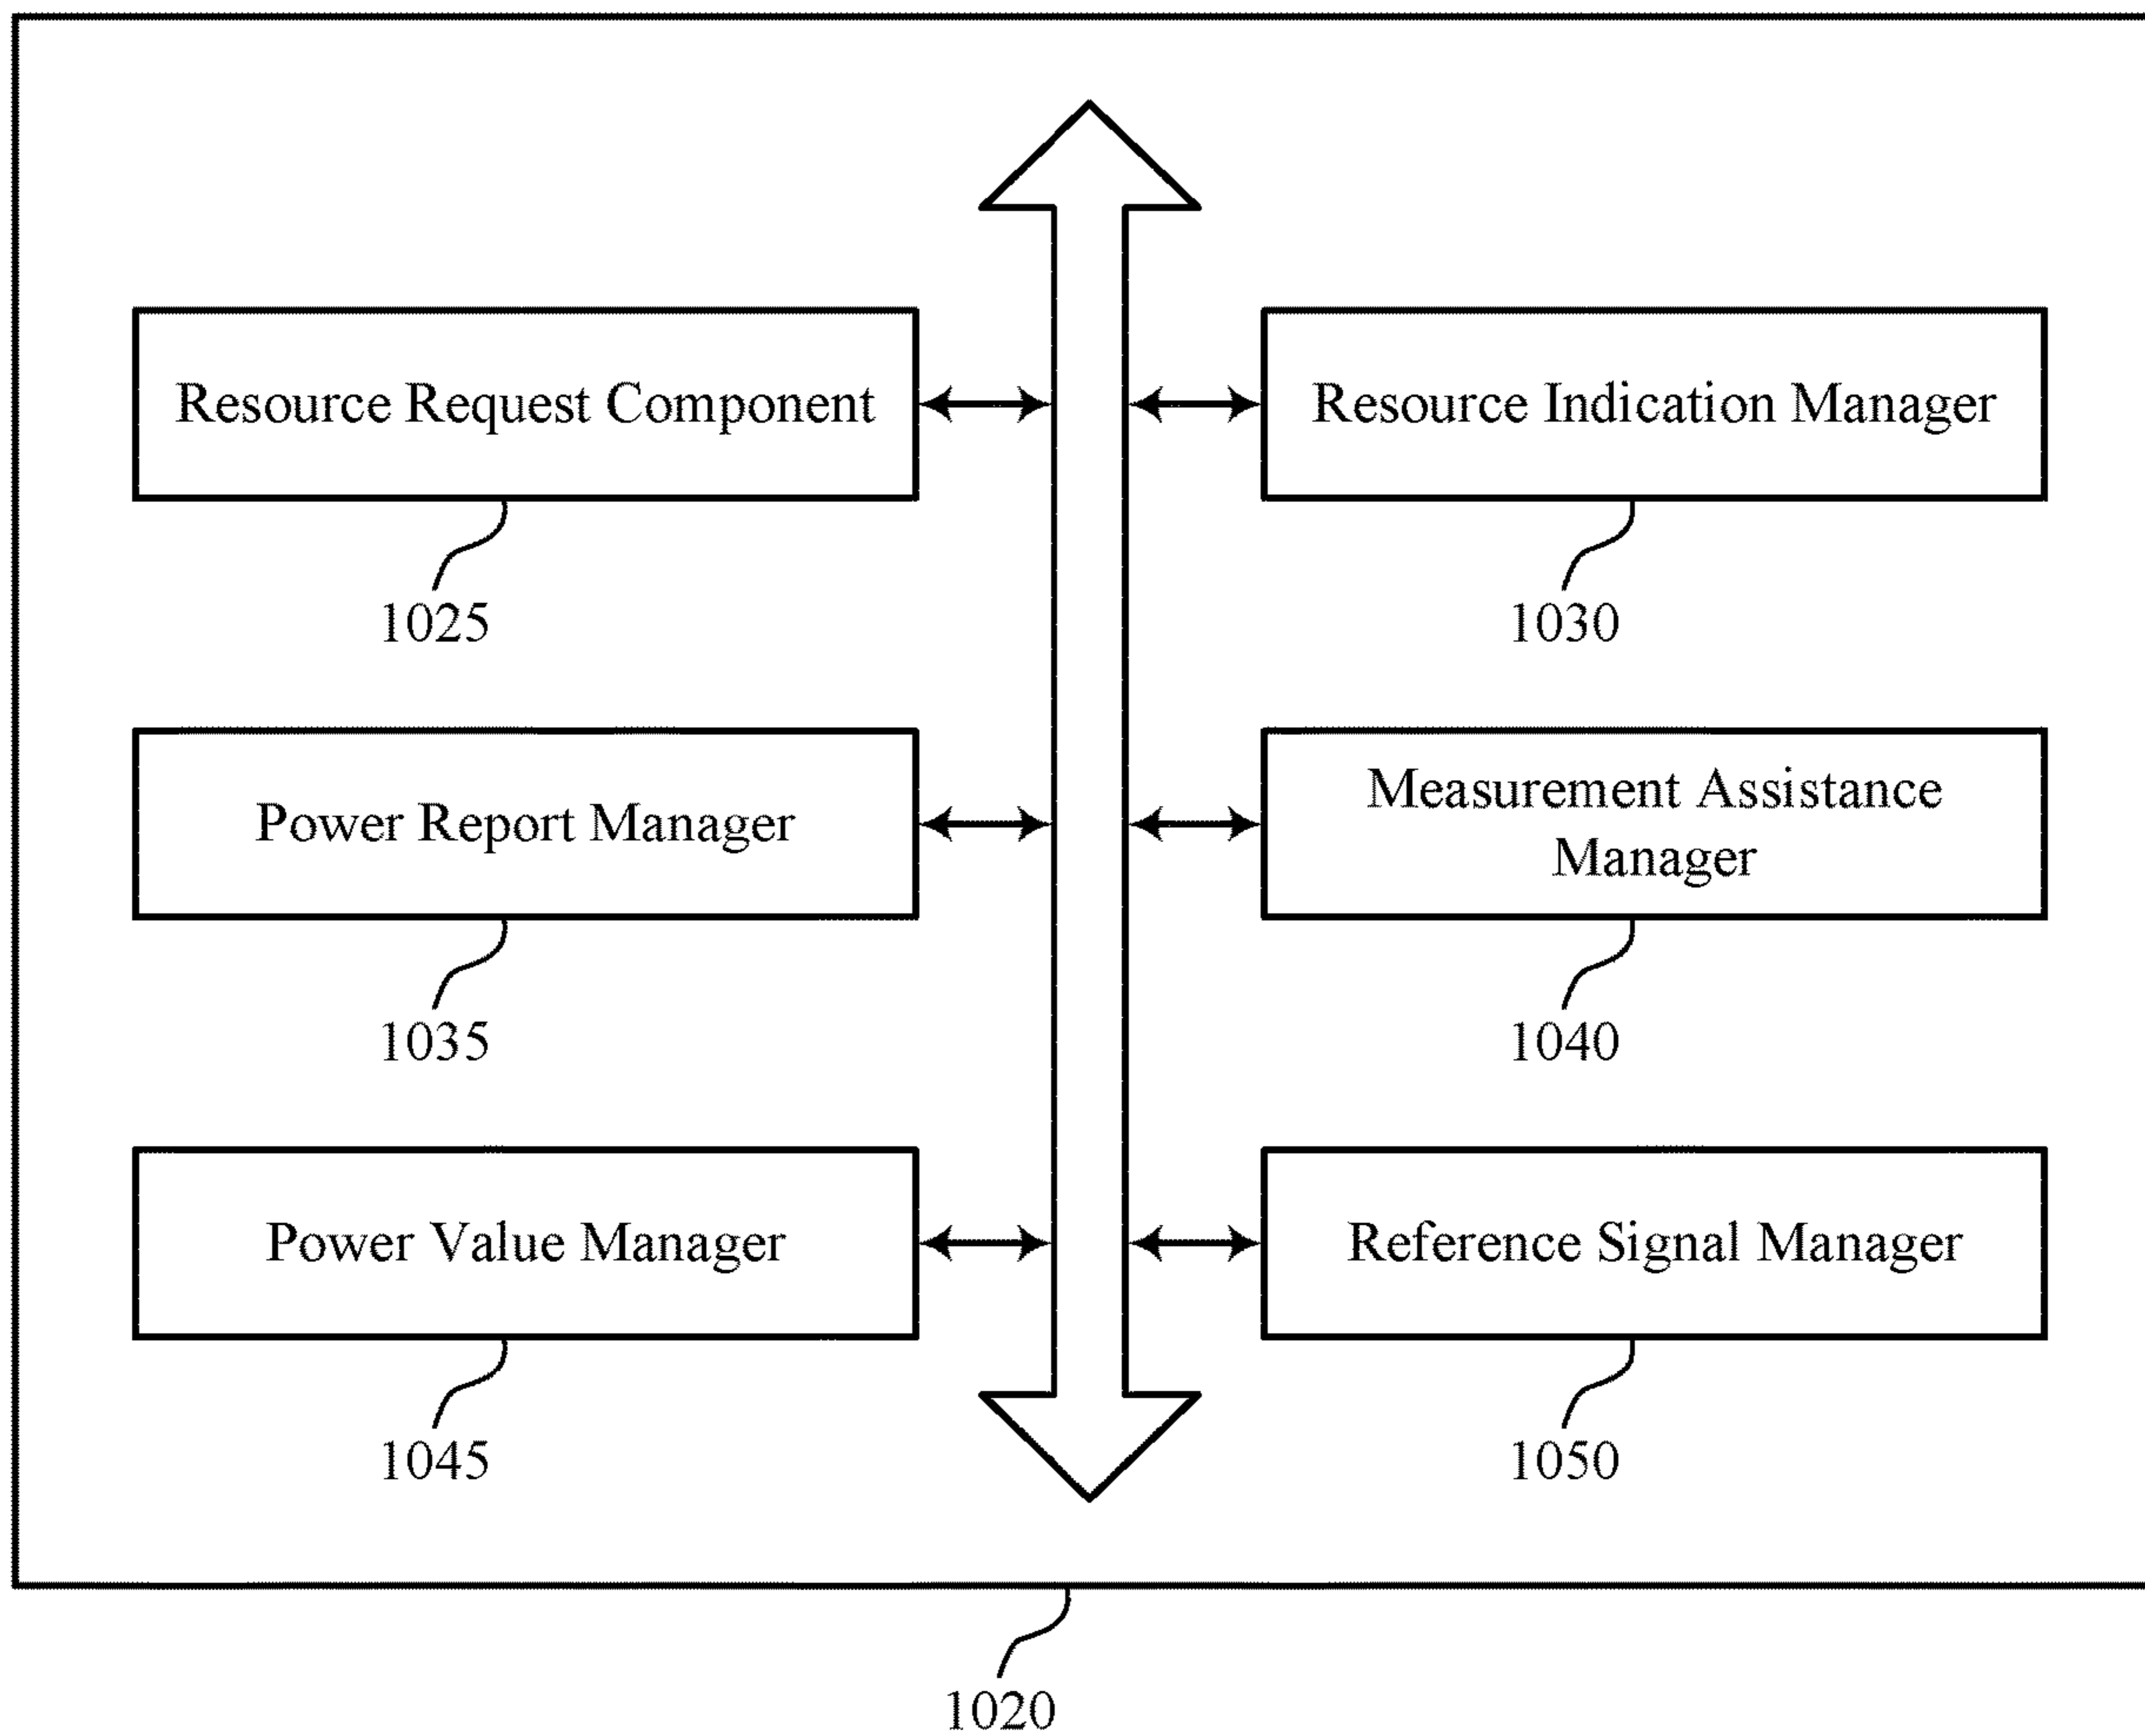 Resource Request Component
Resource Indication Manager
1025
1030
Power Report Manager
Measurement Assistance
Manager
1035
1040
Power Value Manager
Reference Signal Manager
1045
1050
1020